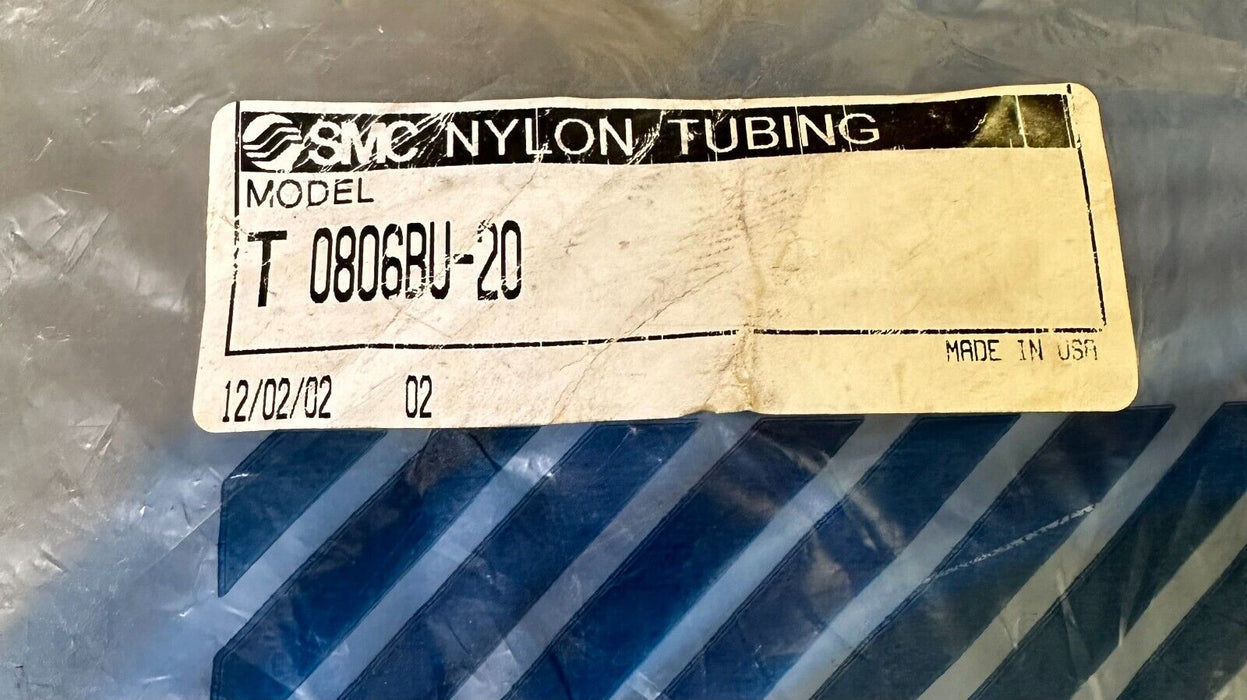 SMC NYLON TUBING
MODEL
T 0806BU-20
MADE IN USA
12/02/02 02